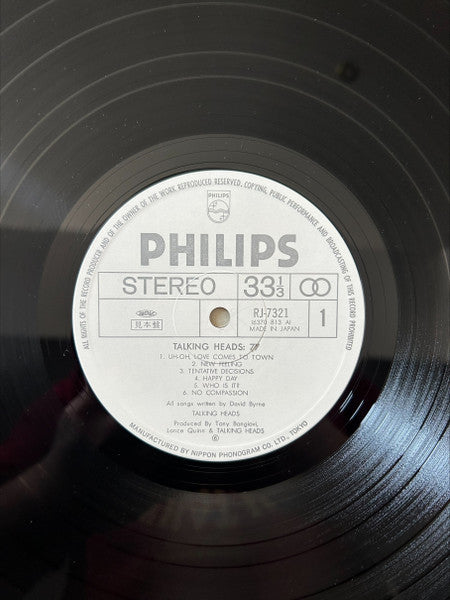 ALL RIGHTS OF THE RECORD PRODUCER AND OF THE OWNER OF THE WORK REPRODUCED RESERVED. COPYING, PUBLIC PERFORMANCE AND BROADCASTING OF THIS RECORD PROHIBITED
PHILIPS
PHILIPS
STEREO 33 1/3
見本盤
RJ-7321
(6370 813 A)
MADE IN JAPAN
1
TALKING HEADS: 77
1. UH-OH, LOVE COMES TO TOWN
2. NEW FEELING
3. TENTATIVE DECISIONS
4. HAPPY DAY
5. WHO IS IT?
6. NO COMPASSION
All songs written by David Byrne
TALKING HEADS
Produced By Tony Bongiovi,
Lance Quinn & TALKING HEADS
MANUFACTURED BY NIPPON PHONOGRAM CO. LTD., TOKYO